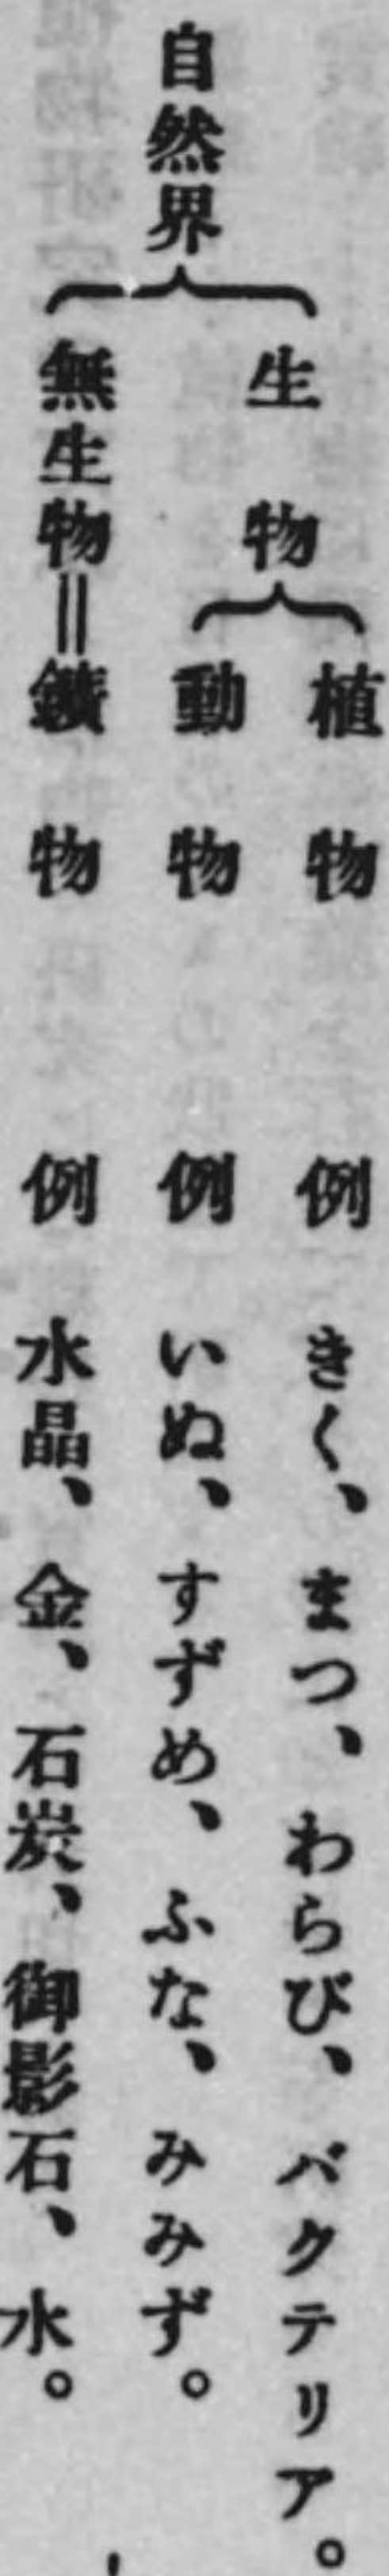 自然界
生物
植物 例 きく、まつ、わらび、バクテリア。
動物 例 いぬ、すずめ、ふな、みみず。
無生物＝鑛物 例 水晶、金、石炭、御影石、水。